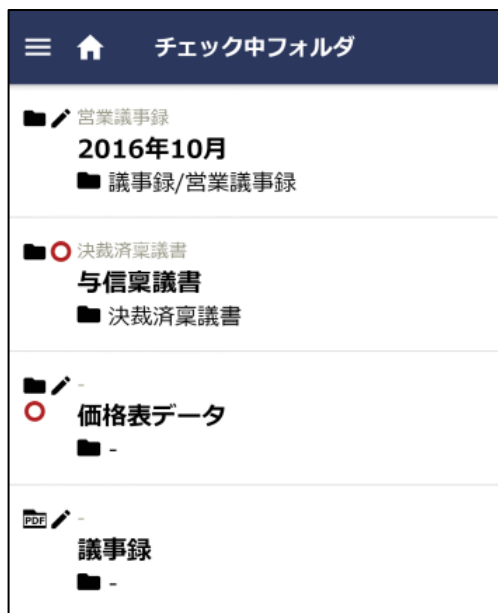 チェック中フォルダ
営業議事録
2016年10月
議事録/営業議事録
決裁済稟議書
与信稟議書
決裁済稟議書
-
価格表データ
-
PDF -
議事録
-